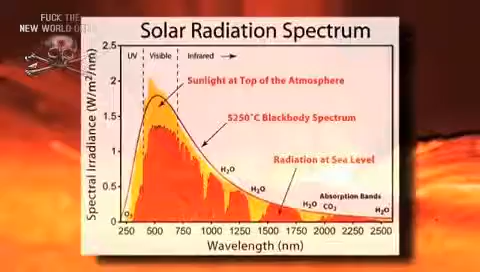 FUCK THE
NEW WORLD ORDER
Solar Radiation Spectrum
UV
Visible
Infrared
Sunlight at Top of the Atmosphere
5250°C Blackbody Spectrum
Radiation at Sea Level
H₂O
H₂O
Absorption Bands
H₂O
CO₂
H₂O
O₃
Spectral Irradiance (W/m²/nm)
2.5
2
1.5
1
0.5
0
250 500 750 1000 1250 1500 1750 2000 2250 2500
Wavelength (nm)